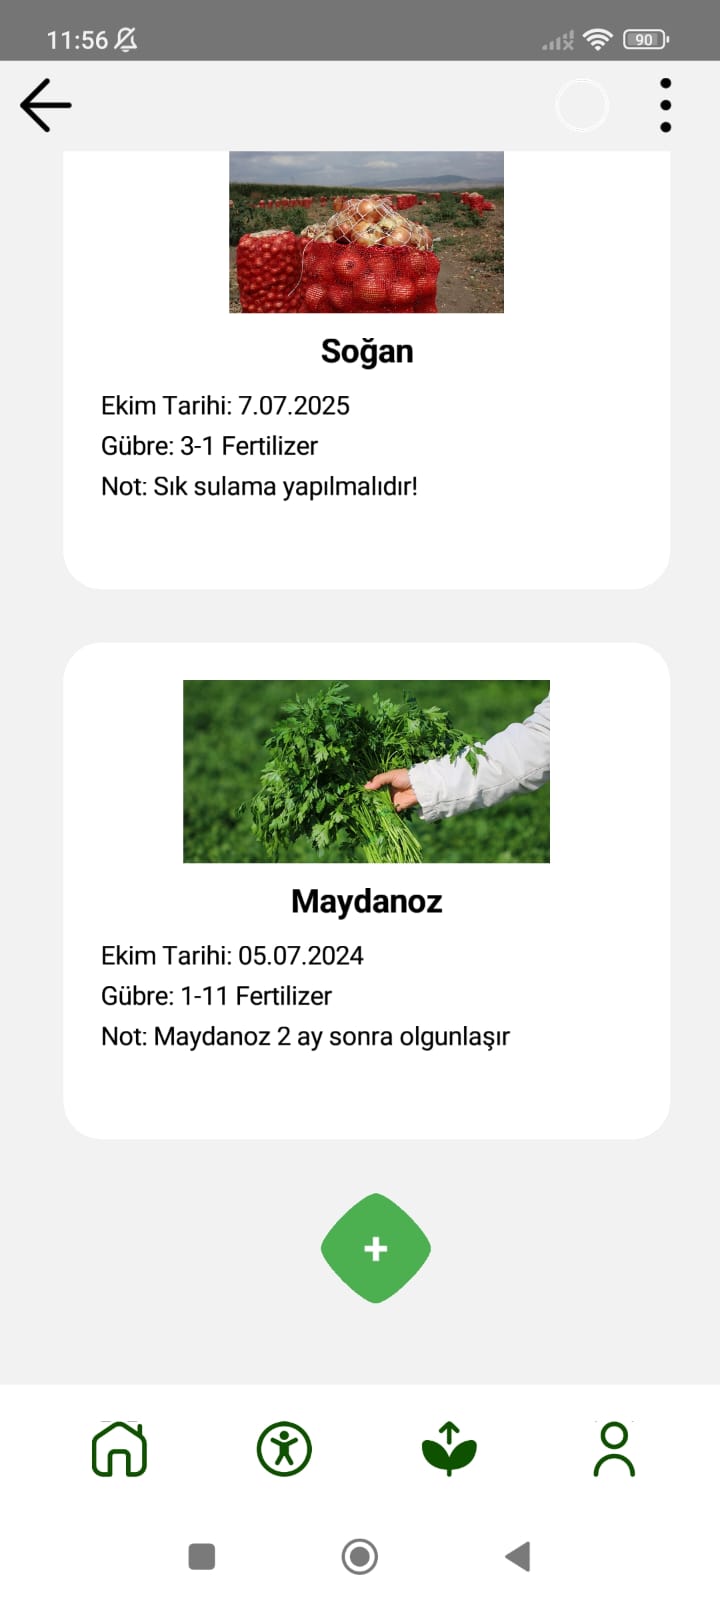 11:56
90
Soğan
Ekim Tarihi: 7.07.2025
Gübre: 3-1 Fertilizer
Not: Sık sulama yapılmalıdır!
Maydanoz
Ekim Tarihi: 05.07.2024
Gübre: 1-11 Fertilizer
Not: Maydanoz 2 ay sonra olgunlaşır
+